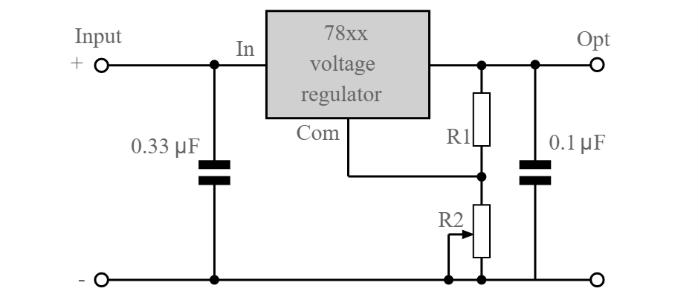 Input
Opt
78xx
In
+
voltage
regulator
Com
R1
0.33 µF
0.1 µF
R2
-